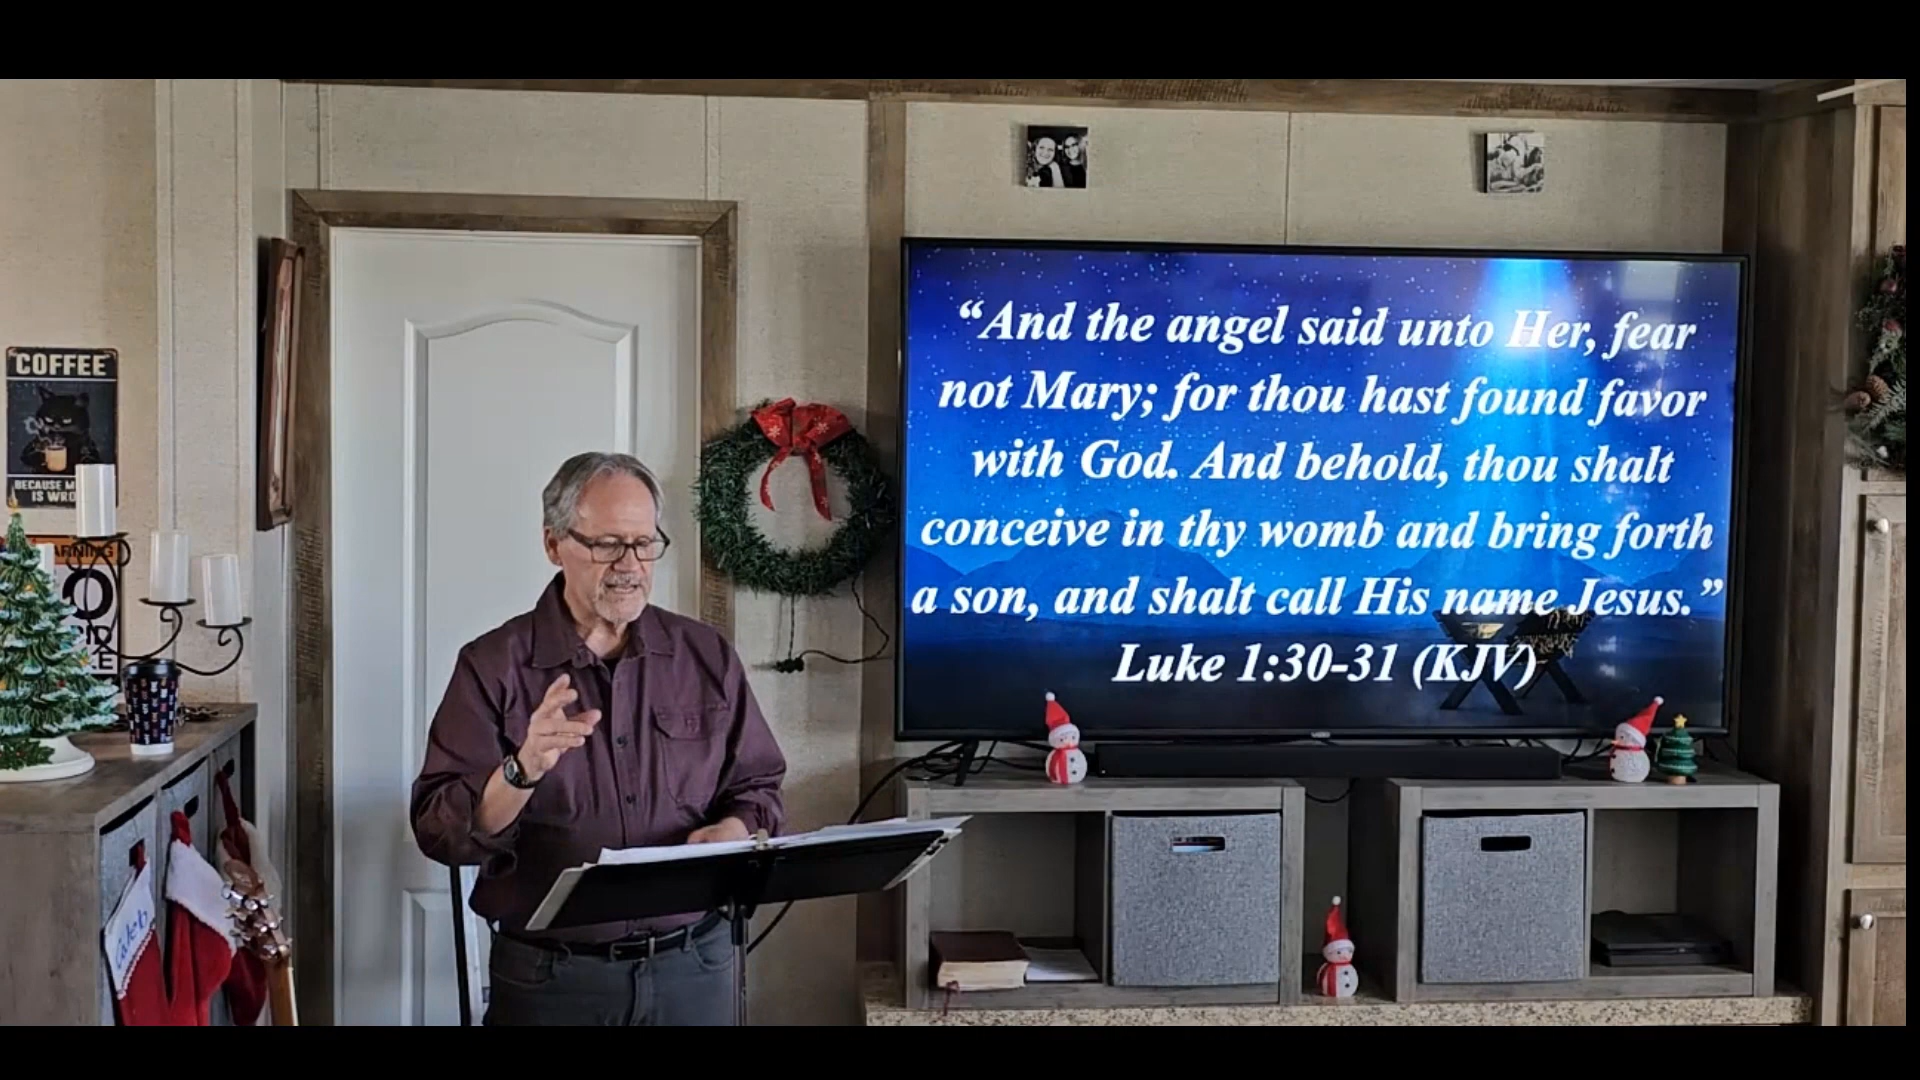 COFFEE
BECAUSE
IS
“And the angel said unto Her, fear
not Mary; for thou hast found favor
with God. And behold, thou shalt
conceive in thy womb and bring forth
a son, and shalt call His name Jesus.”
Luke 1:30-31 (KJV)
Caleb